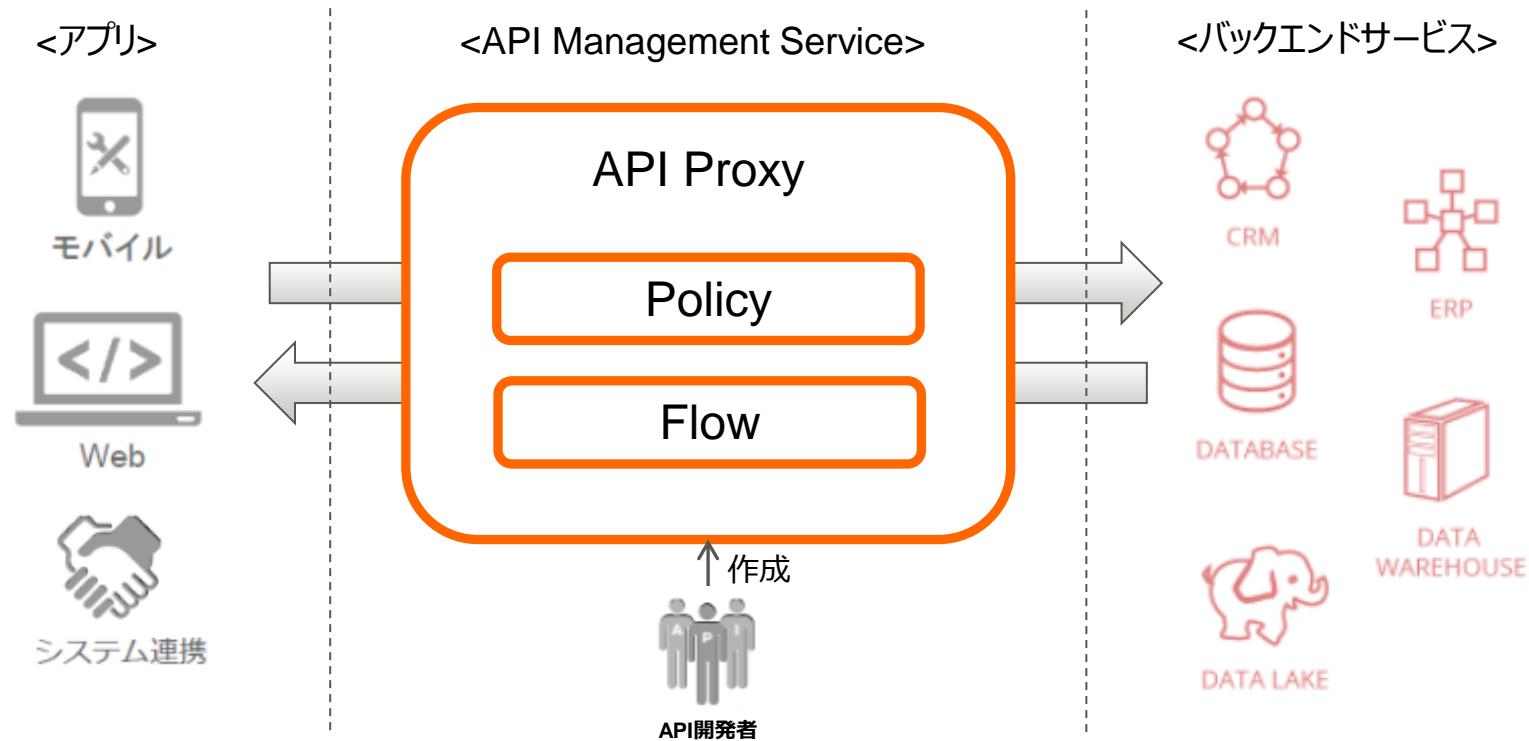 <アプリ>
<API Management Service>
<バックエンドサービス>
モバイル
</>
Web
システム連携
API Proxy
Policy
Flow
作成
A P I
API開発者
CRM
ERP
DATABASE
DATA
WAREHOUSE
DATA LAKE